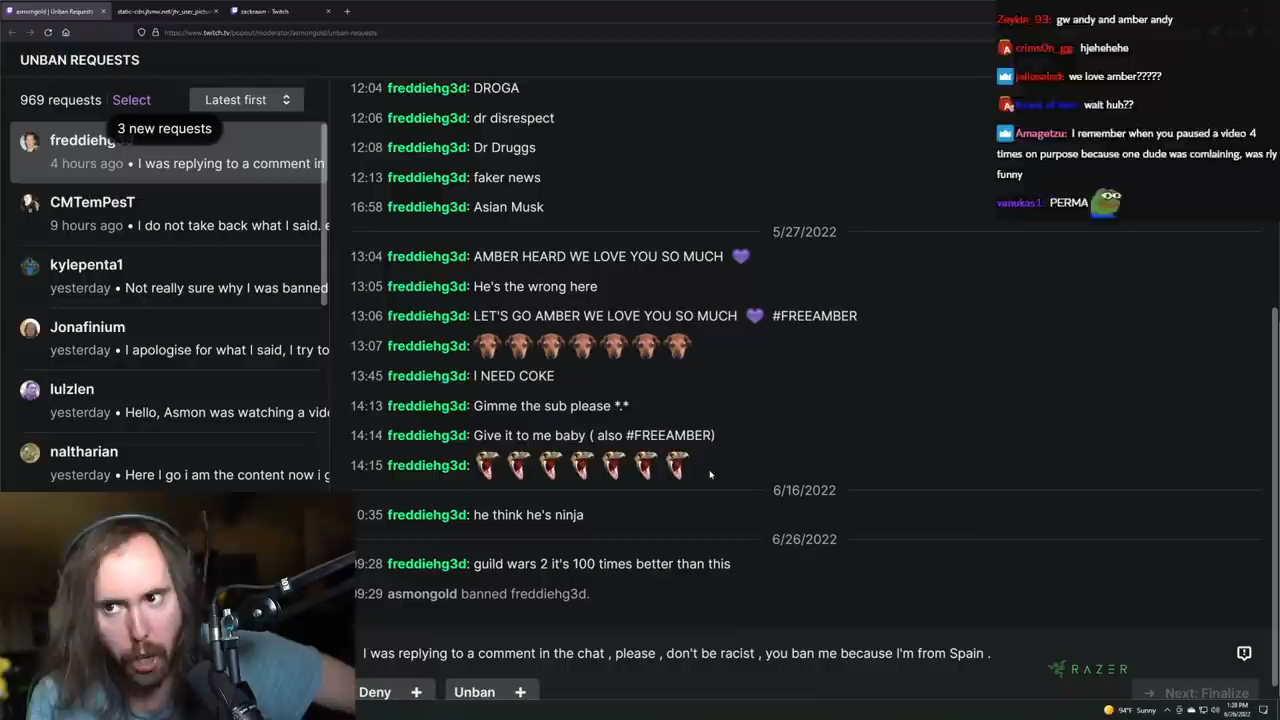 asmongold | Unban Requests
static-cdn.jtvnw.net/jtv_user_pictu
zackrawrr - Twitch
https://www.twitch.tv/popout/moderator/asmongold/unban-requests
UNBAN REQUESTS
969 requests
Select
Latest first
3 new requests
freddiehg
4 hours ago • I was replying to a comment in
CMTemPesT
9 hours ago • I do not take back what I said.
kylepenta1
yesterday • Not really sure why I was banned
Jonafinium
yesterday • I apologise for what I said, I try to
lulzlen
yesterday • Hello, Asmon was watching a vide
naltharian
yesterday • Here I go i am the content now i g
12:04 freddiehg3d: DROGA
12:06 freddiehg3d: dr disrespect
12:08 freddiehg3d: Dr Druggs
12:13 freddiehg3d: faker news
16:58 freddiehg3d: Asian Musk
5/27/2022
13:04 freddiehg3d: AMBER HEARD WE LOVE YOU SO MUCH 💜
13:05 freddiehg3d: He's the wrong here
13:06 freddiehg3d: LET'S GO AMBER WE LOVE YOU SO MUCH 💜 #FREEAMBER
13:07 freddiehg3d:
13:45 freddiehg3d: I NEED COKE
14:13 freddiehg3d: Gimme the sub please *.*
14:14 freddiehg3d: Give it to me baby ( also #FREEAMBER)
14:15 freddiehg3d:
6/16/2022
0:35 freddiehg3d: he think he's ninja
6/26/2022
09:28 freddiehg3d: guild wars 2 it's 100 times better than this
09:29 asmongold banned freddiehg3d.
I was replying to a comment in the chat , please , don't be racist , you ban me because I'm from Spain .
Deny +
Unban +
Next: Finalize
RAZER
gw andy and amber andy
hjehehehe
we love amber?????
wait huh??
Amagetzu: I remember when you paused a video 4
times on purpose because one dude was comlaining, was rly
funny
PERMA
94°F Sunny
1:28 PM
6/26/2022